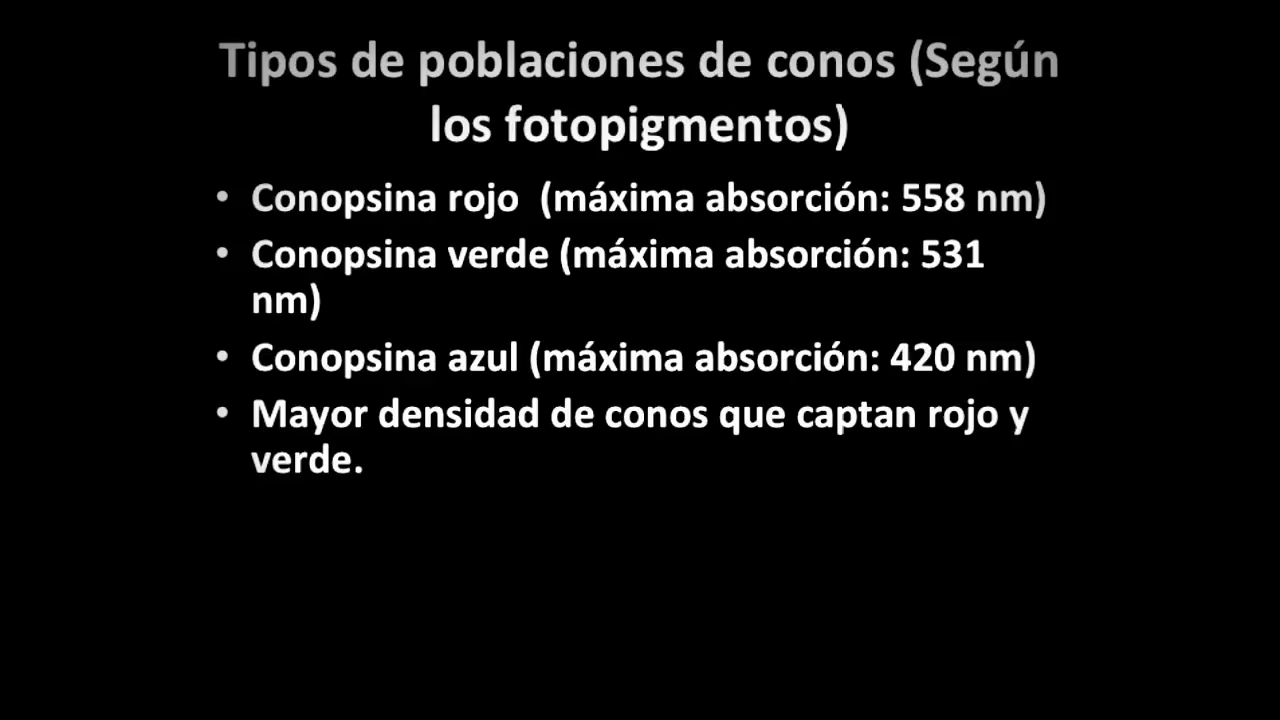 Tipos de poblaciones de conos (Según
los fotopigmentos)
• Conopsina rojo  (máxima absorción: 558 nm)
• Conopsina verde (máxima absorción: 531
nm)
• Conopsina azul (máxima absorción: 420 nm)
• Mayor densidad de conos que captan rojo y
verde.